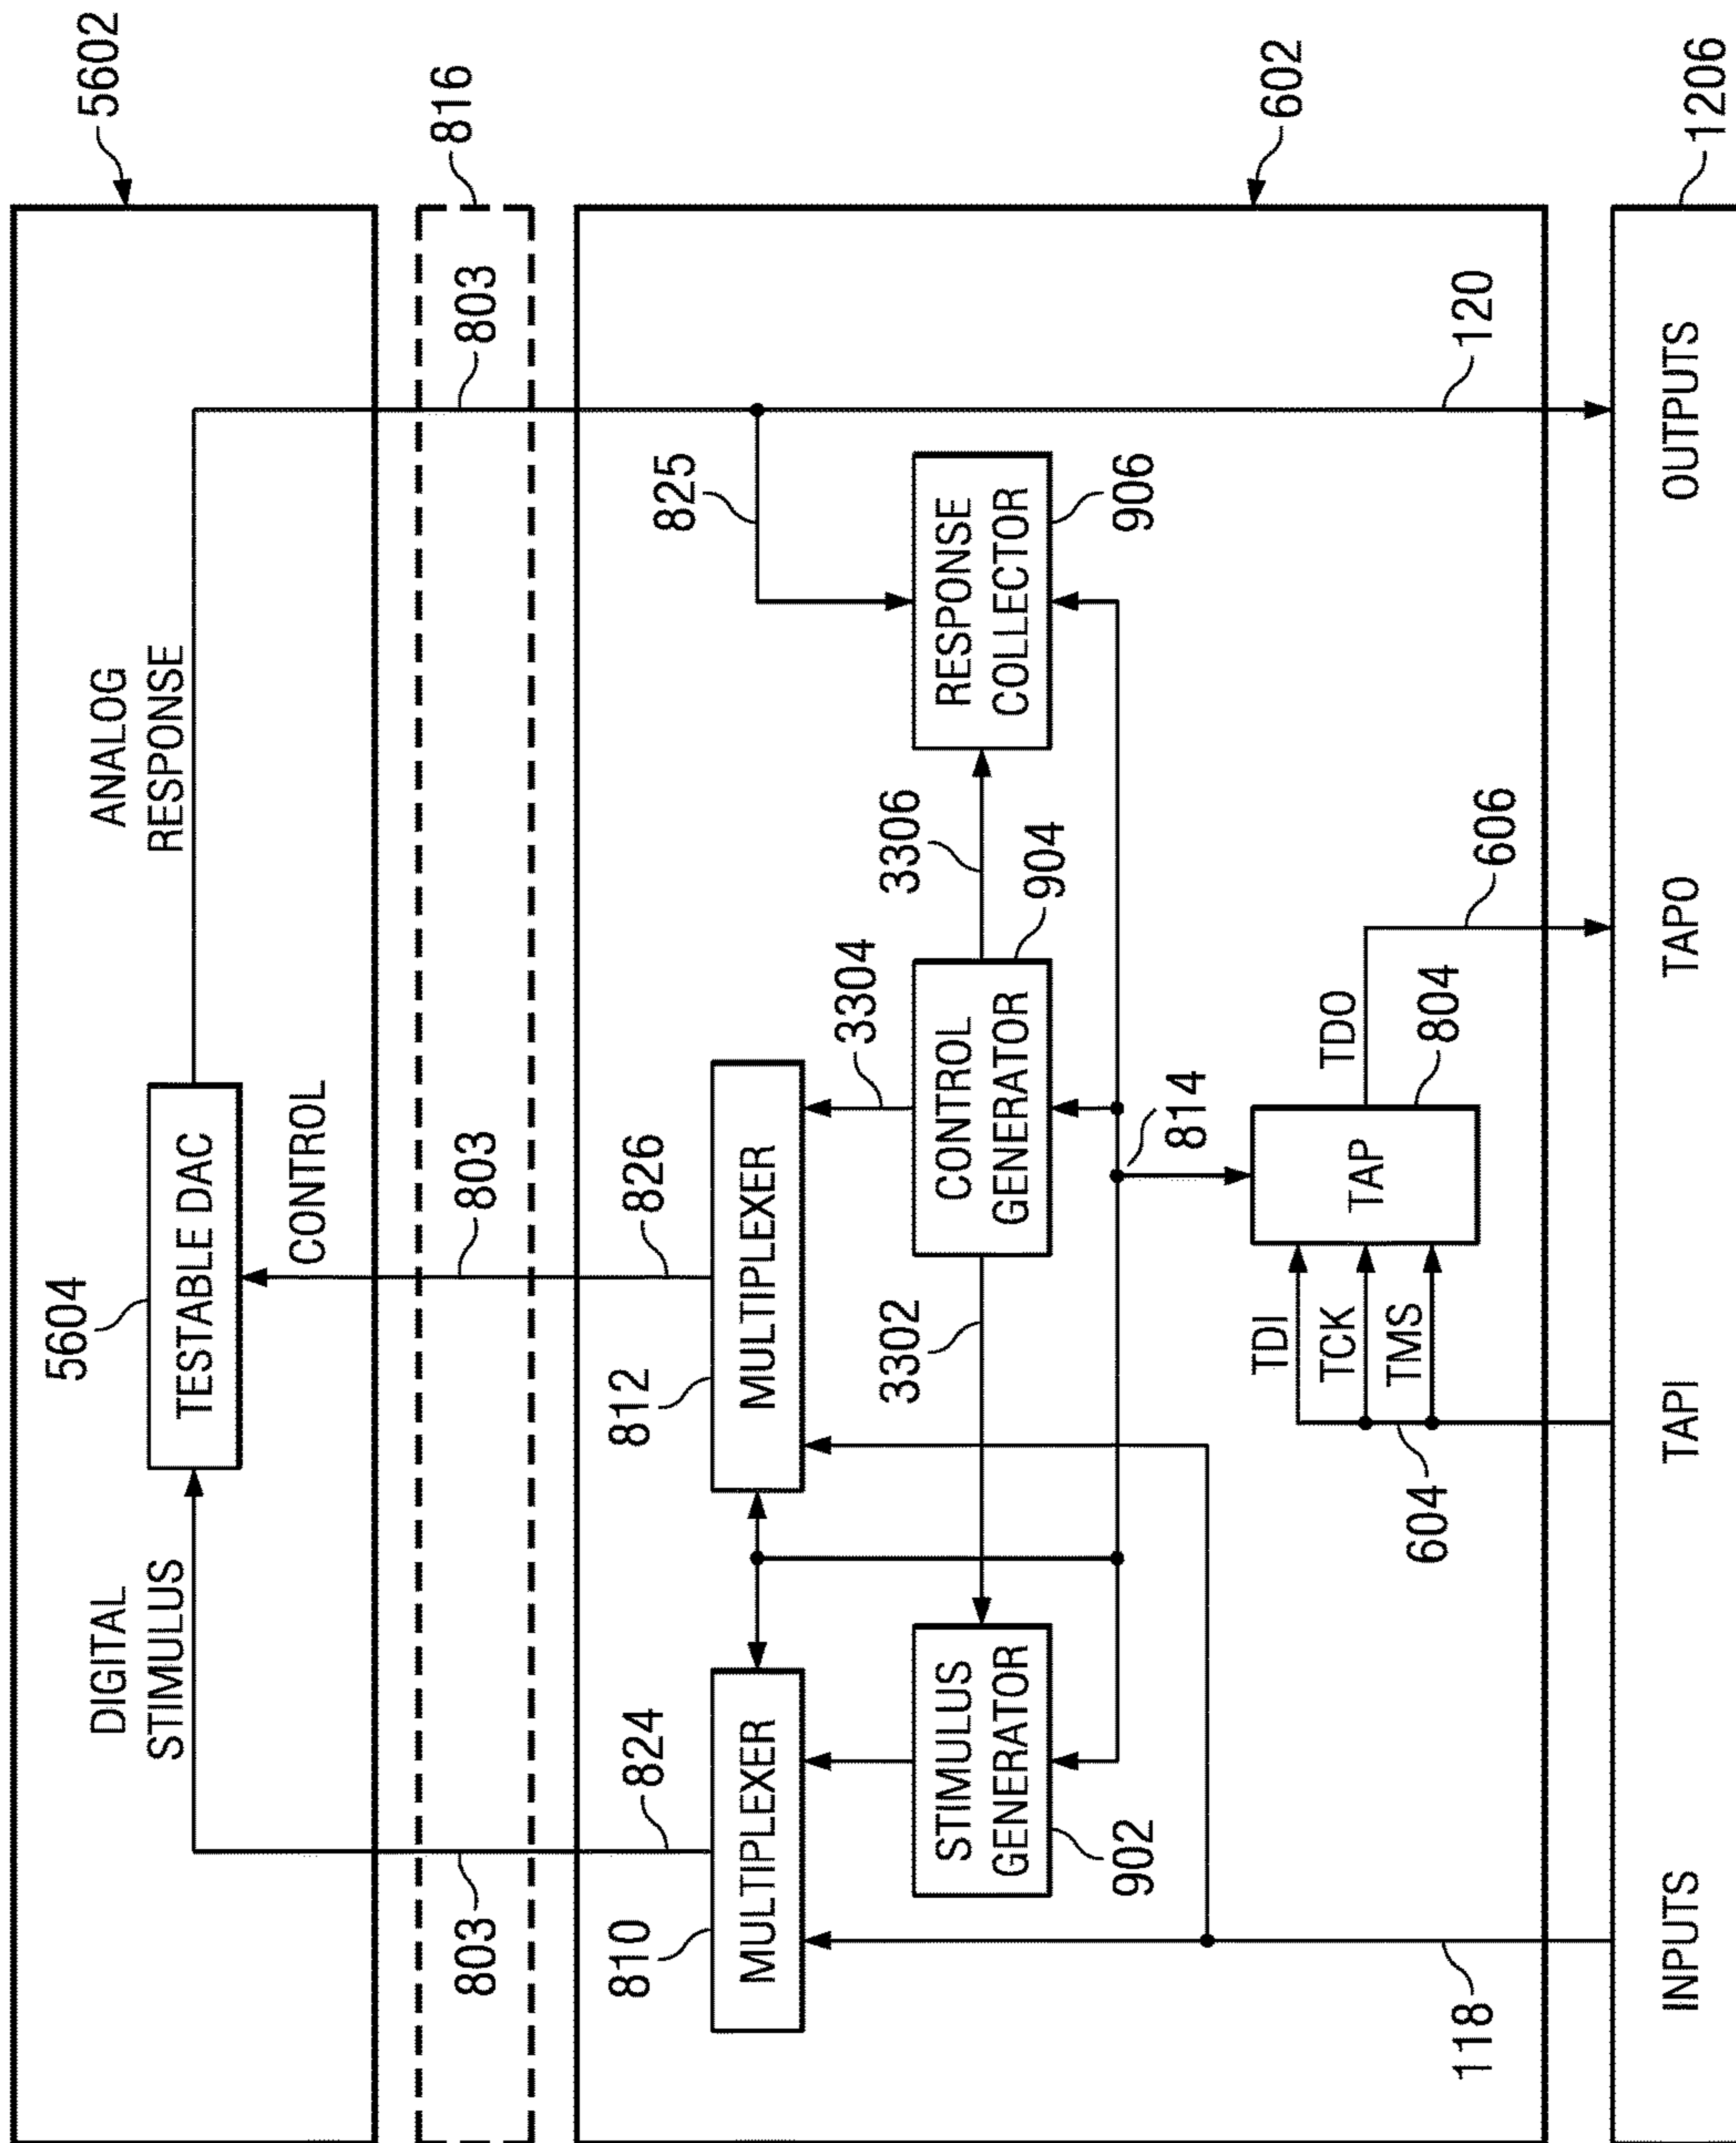 5602
5604
DIGITAL
STIMULUS
TESTABLE DAC
ANALOG
RESPONSE
CONTROL
816
803
803
803
602
824
826
825
810
MULTIPLEXER
812
MULTIPLEXER
3304
3306
3302
STIMULUS
GENERATOR
902
CONTROL
GENERATOR
904
RESPONSE
COLLECTOR
906
814
TDI
TCK
TMS
TAP
TDO
804
118
604
606
120
INPUTS
TAPI
TAPO
OUTPUTS
1206